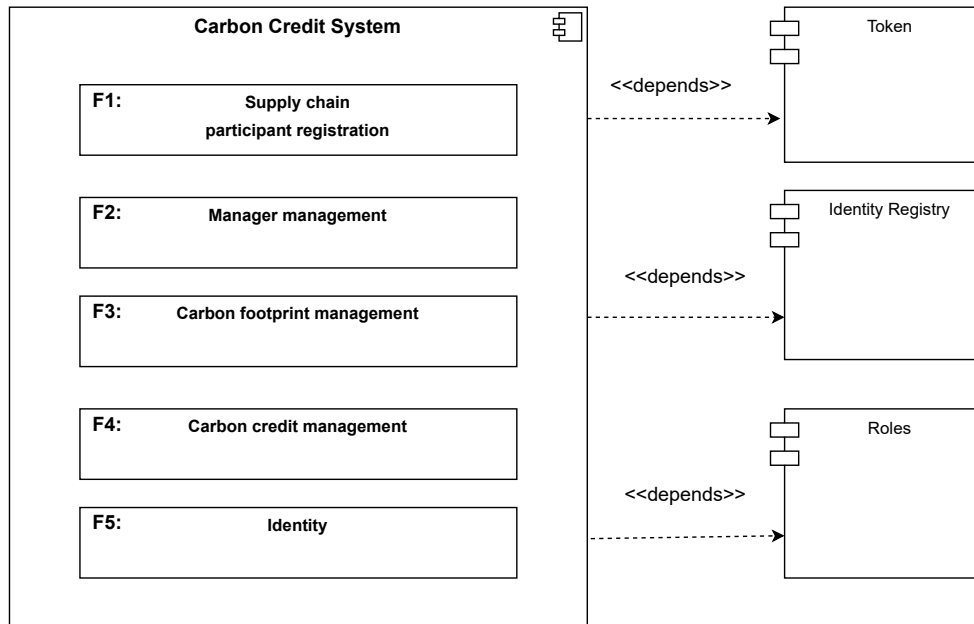 Carbon Credit System
F1: Supply chain
participant registration
F2: Manager management
F3: Carbon footprint management
F4: Carbon credit management
F5: Identity
<<depends>>
Token
<<depends>>
Identity Registry
<<depends>>
Roles